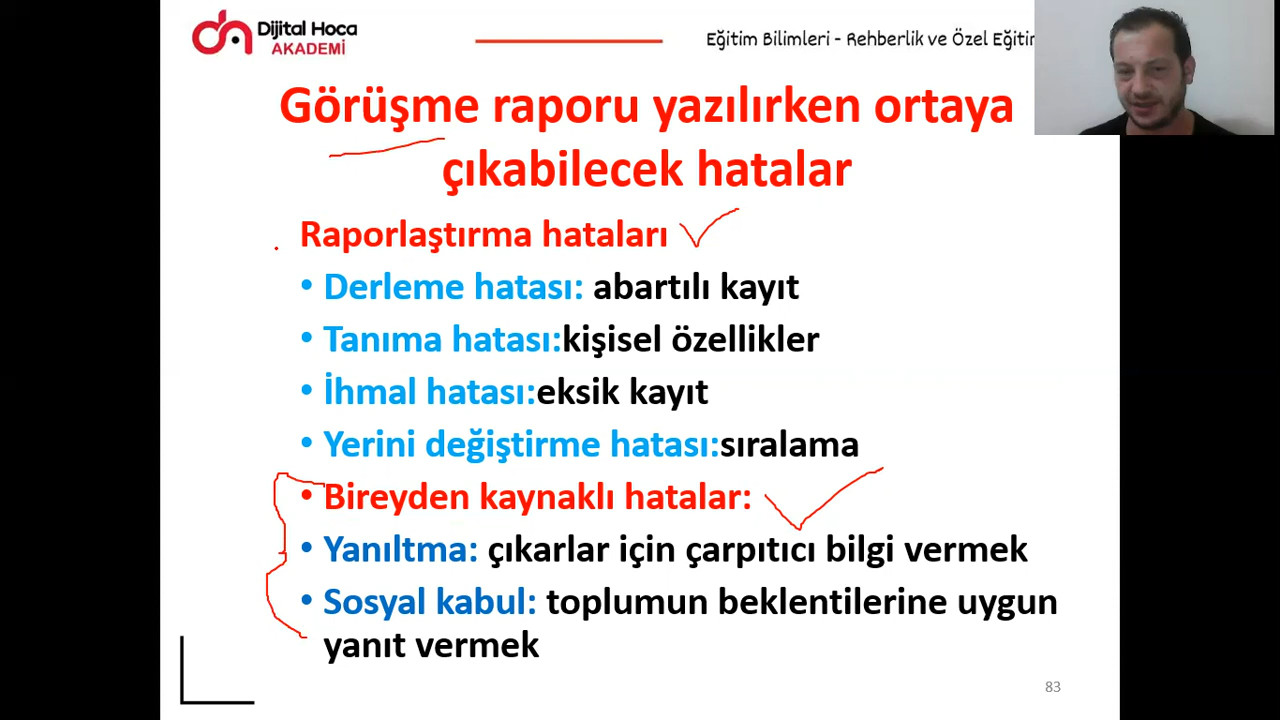 Dijital Hoca
AKADEMİ
Eğitim Bilimleri - Rehberlik ve Özel Eğitim
Görüşme raporu yazılırken ortaya
çıkabilecek hatalar
Raporlaştırma hataları
• Derleme hatası: abartılı kayıt
• Tanıma hatası:kişisel özellikler
• İhmal hatası:eksik kayıt
• Yerini değiştirme hatası:sıralama
• Bireyden kaynaklı hatalar:
• Yanıltma: çıkarlar için çarpıtıcı bilgi vermek
• Sosyal kabul: toplumun beklentilerine uygun
yanıt vermek
83